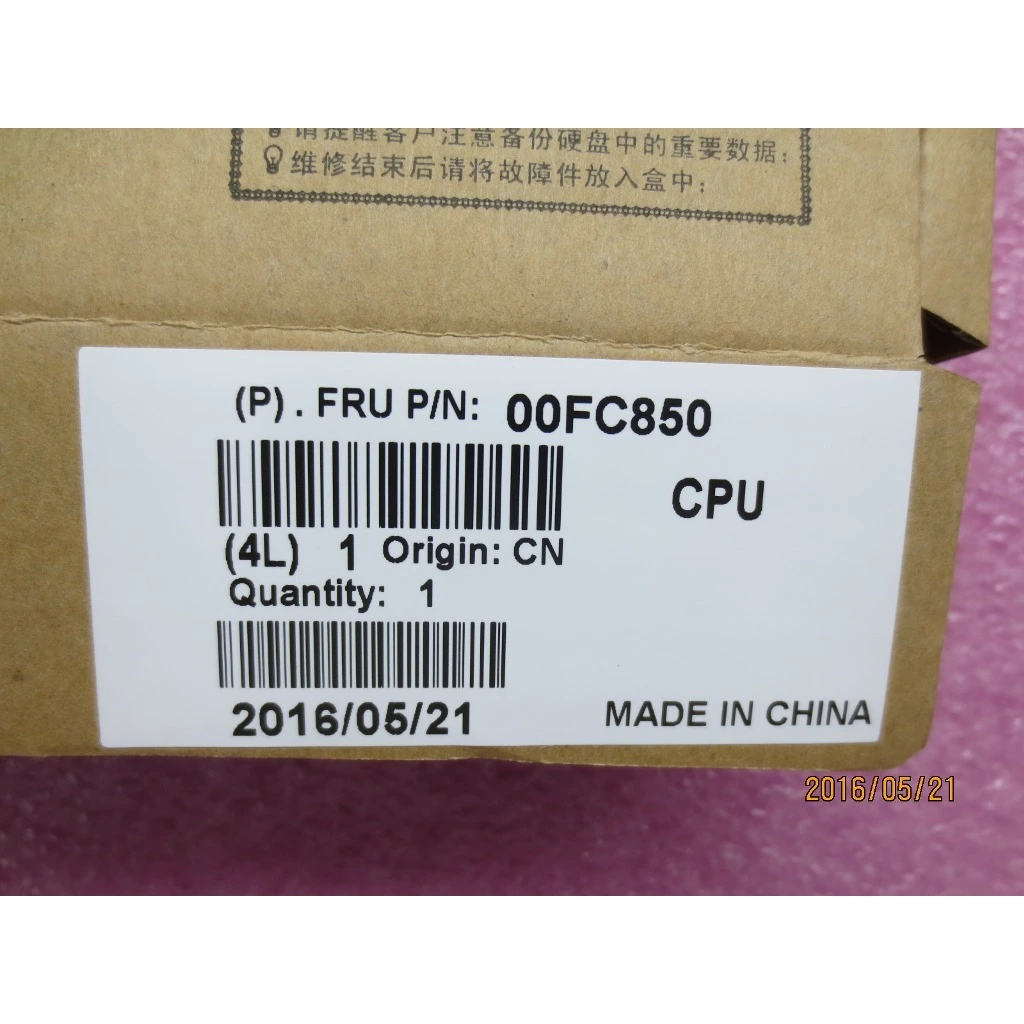 请提醒客户注意备份硬盘中的重要数据;
维修结束后请将故障件放入盒中;
(P) . FRU P/N: 00FC850
CPU
(4L) 1 Origin: CN
Quantity: 1
2016/05/21
MADE IN CHINA
2016/05/21